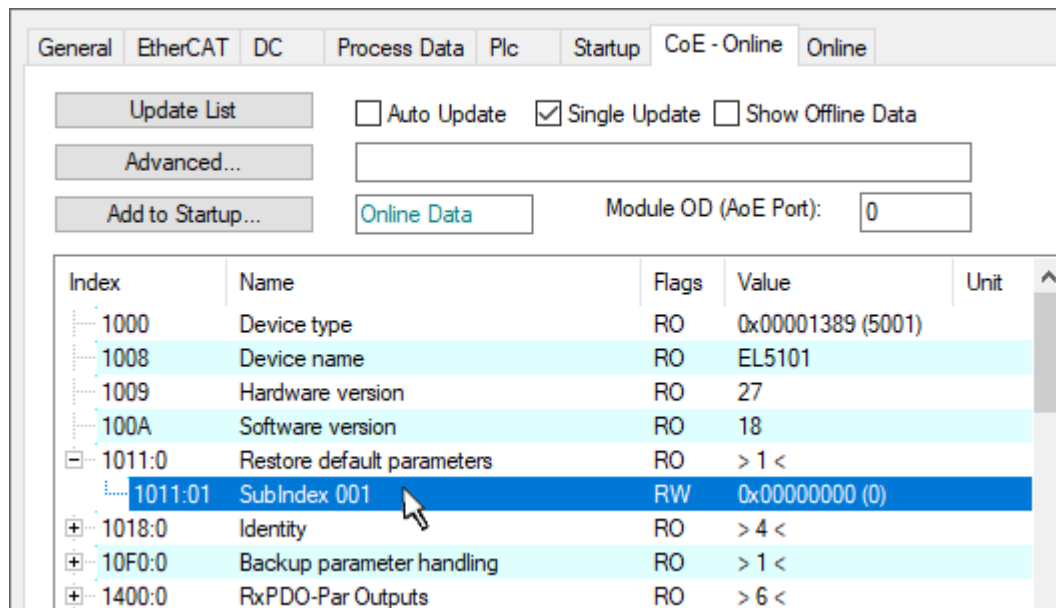 General EtherCAT DC Process Data Plc Startup CoE - Online Online
Update List Auto Update Single Update Show Offline Data
Advanced...
Add to Startup... Online Data Module OD (AoE Port): 0
Index Name Flags Value Unit
1000 Device type RO 0x00001389 (5001)
1008 Device name RO EL5101
1009 Hardware version RO 27
100A Software version RO 18
1011:0 Restore default parameters RO > 1 <
1011:01 SubIndex 001 RW 0x00000000 (0)
1018:0 Identity RO > 4 <
10F0:0 Backup parameter handling RO > 1 <
1400:0 RxPDO-Par Outputs RO > 6 <